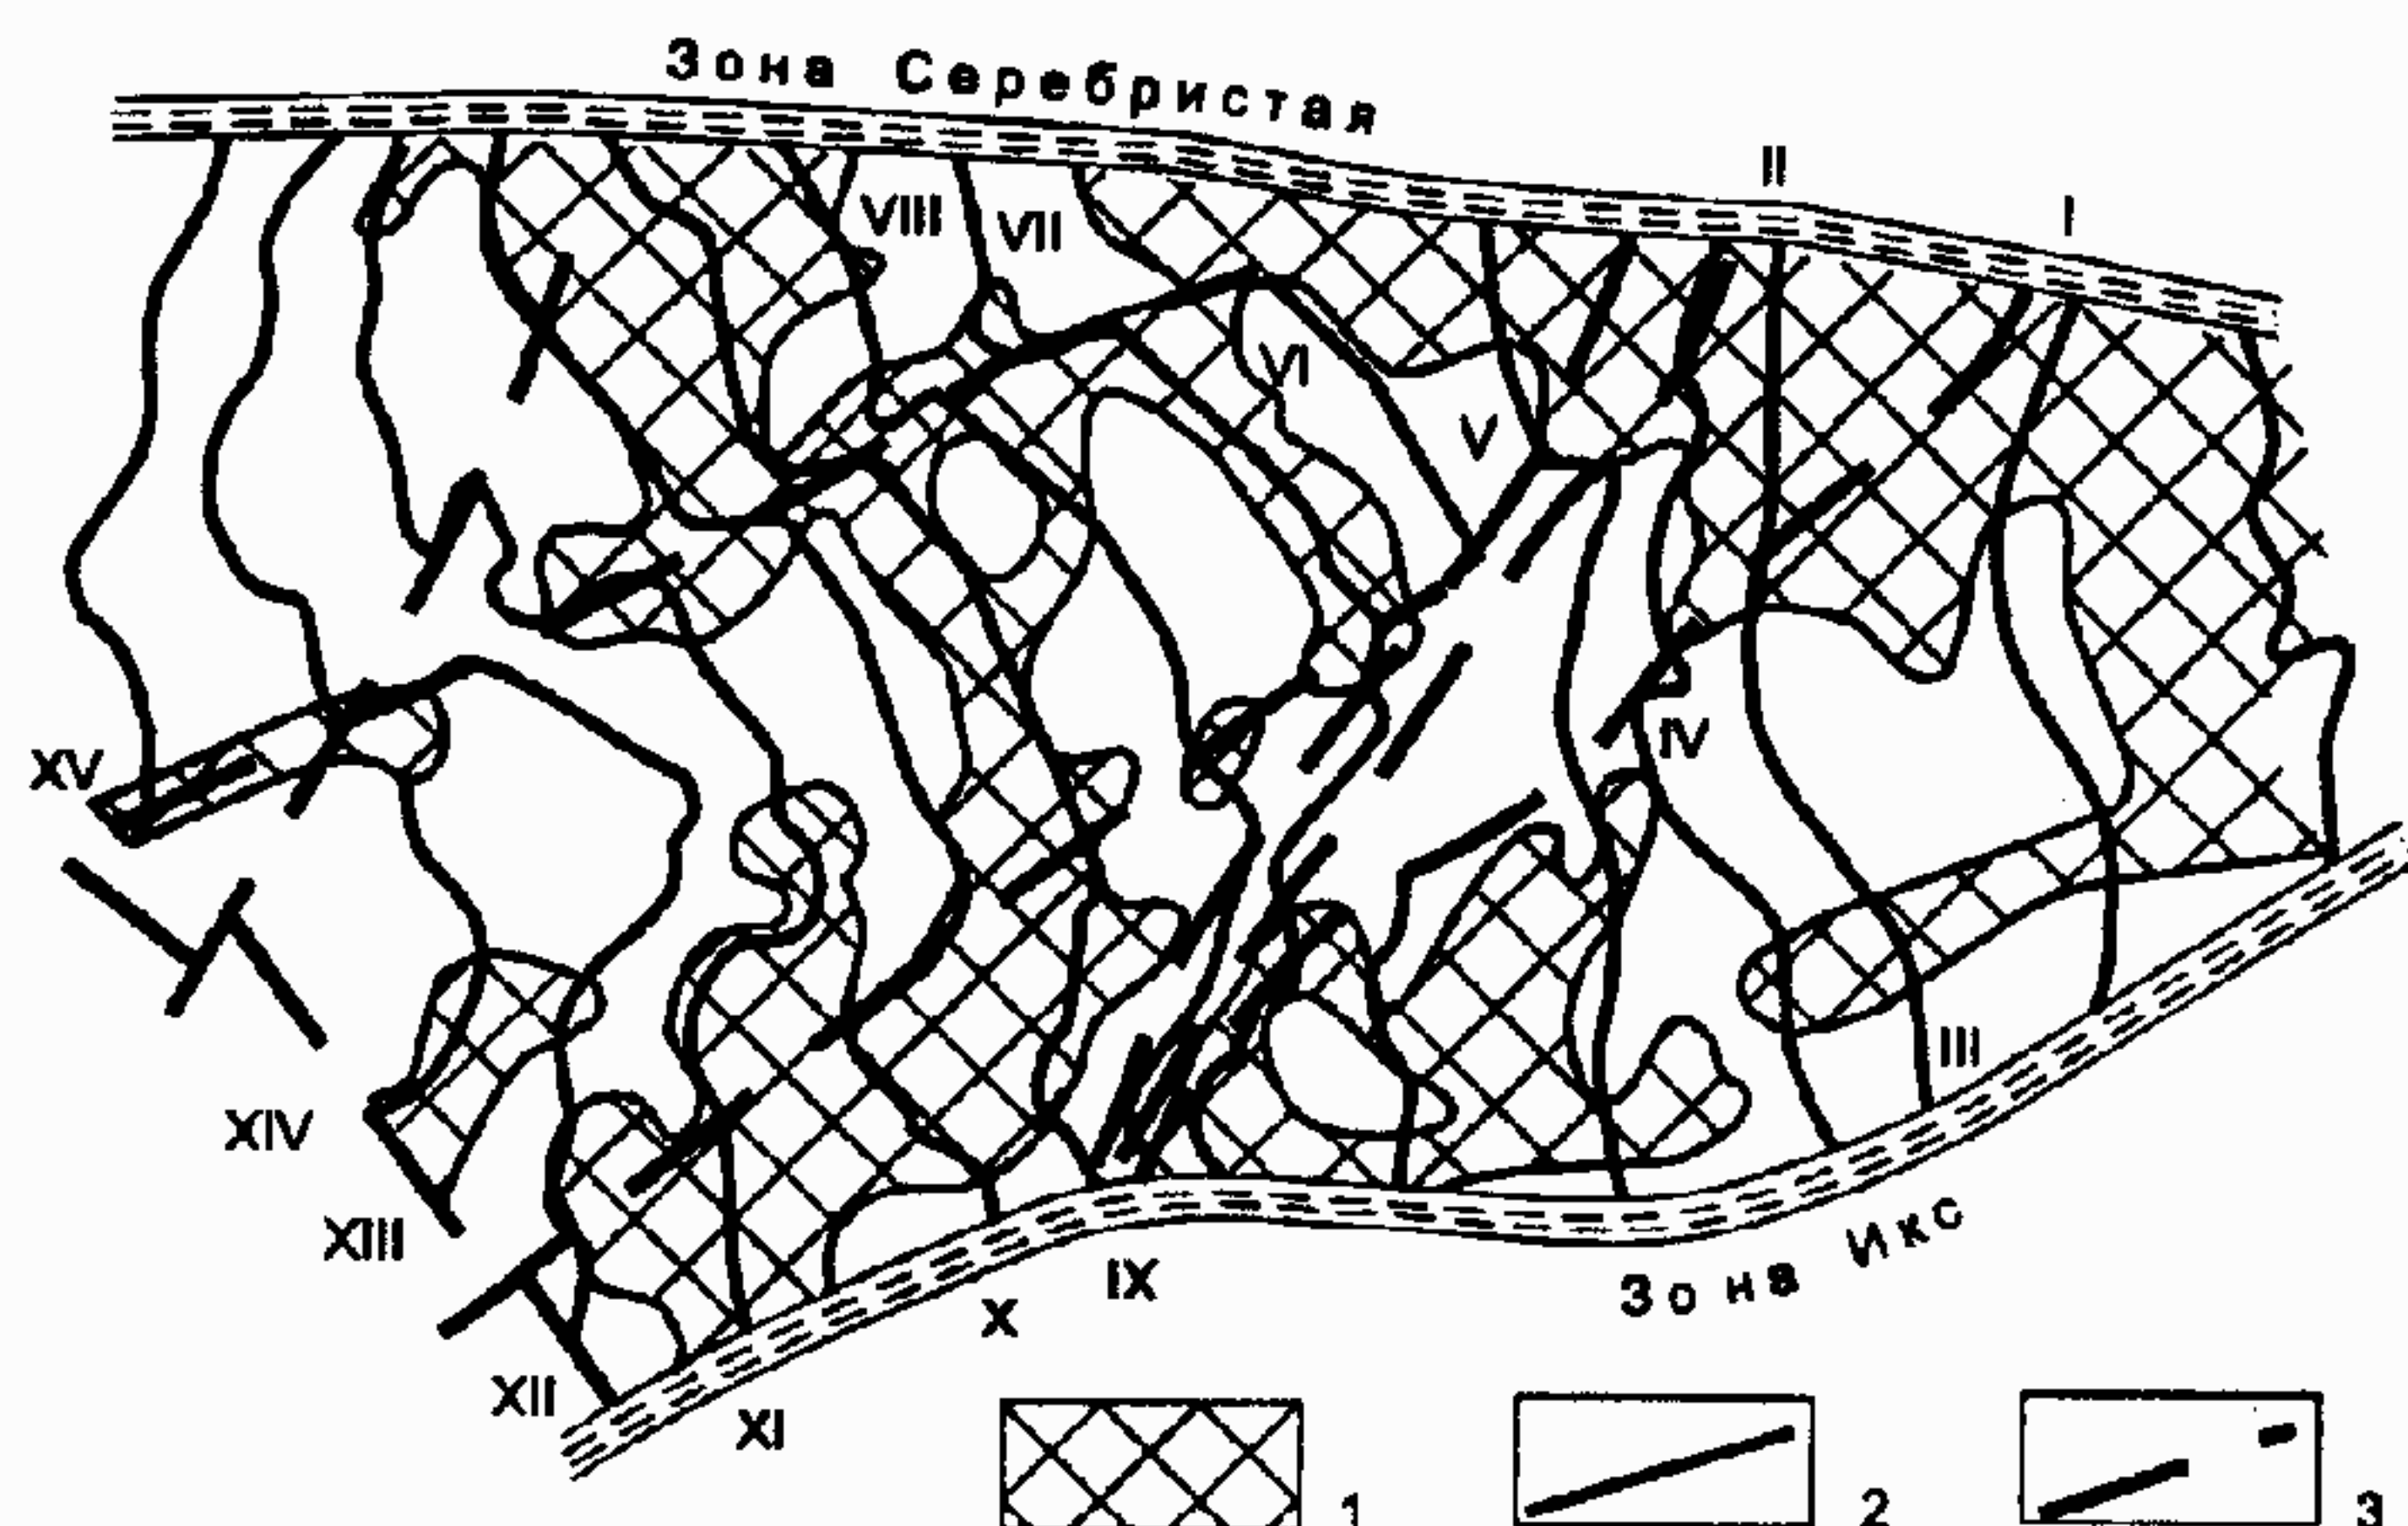 Зона Серебристая
II
I
VIII
VII
VI
V
XV
IV
III
XIV
XIII
Зона Икс
IX
X
XII
XI
1
2
3